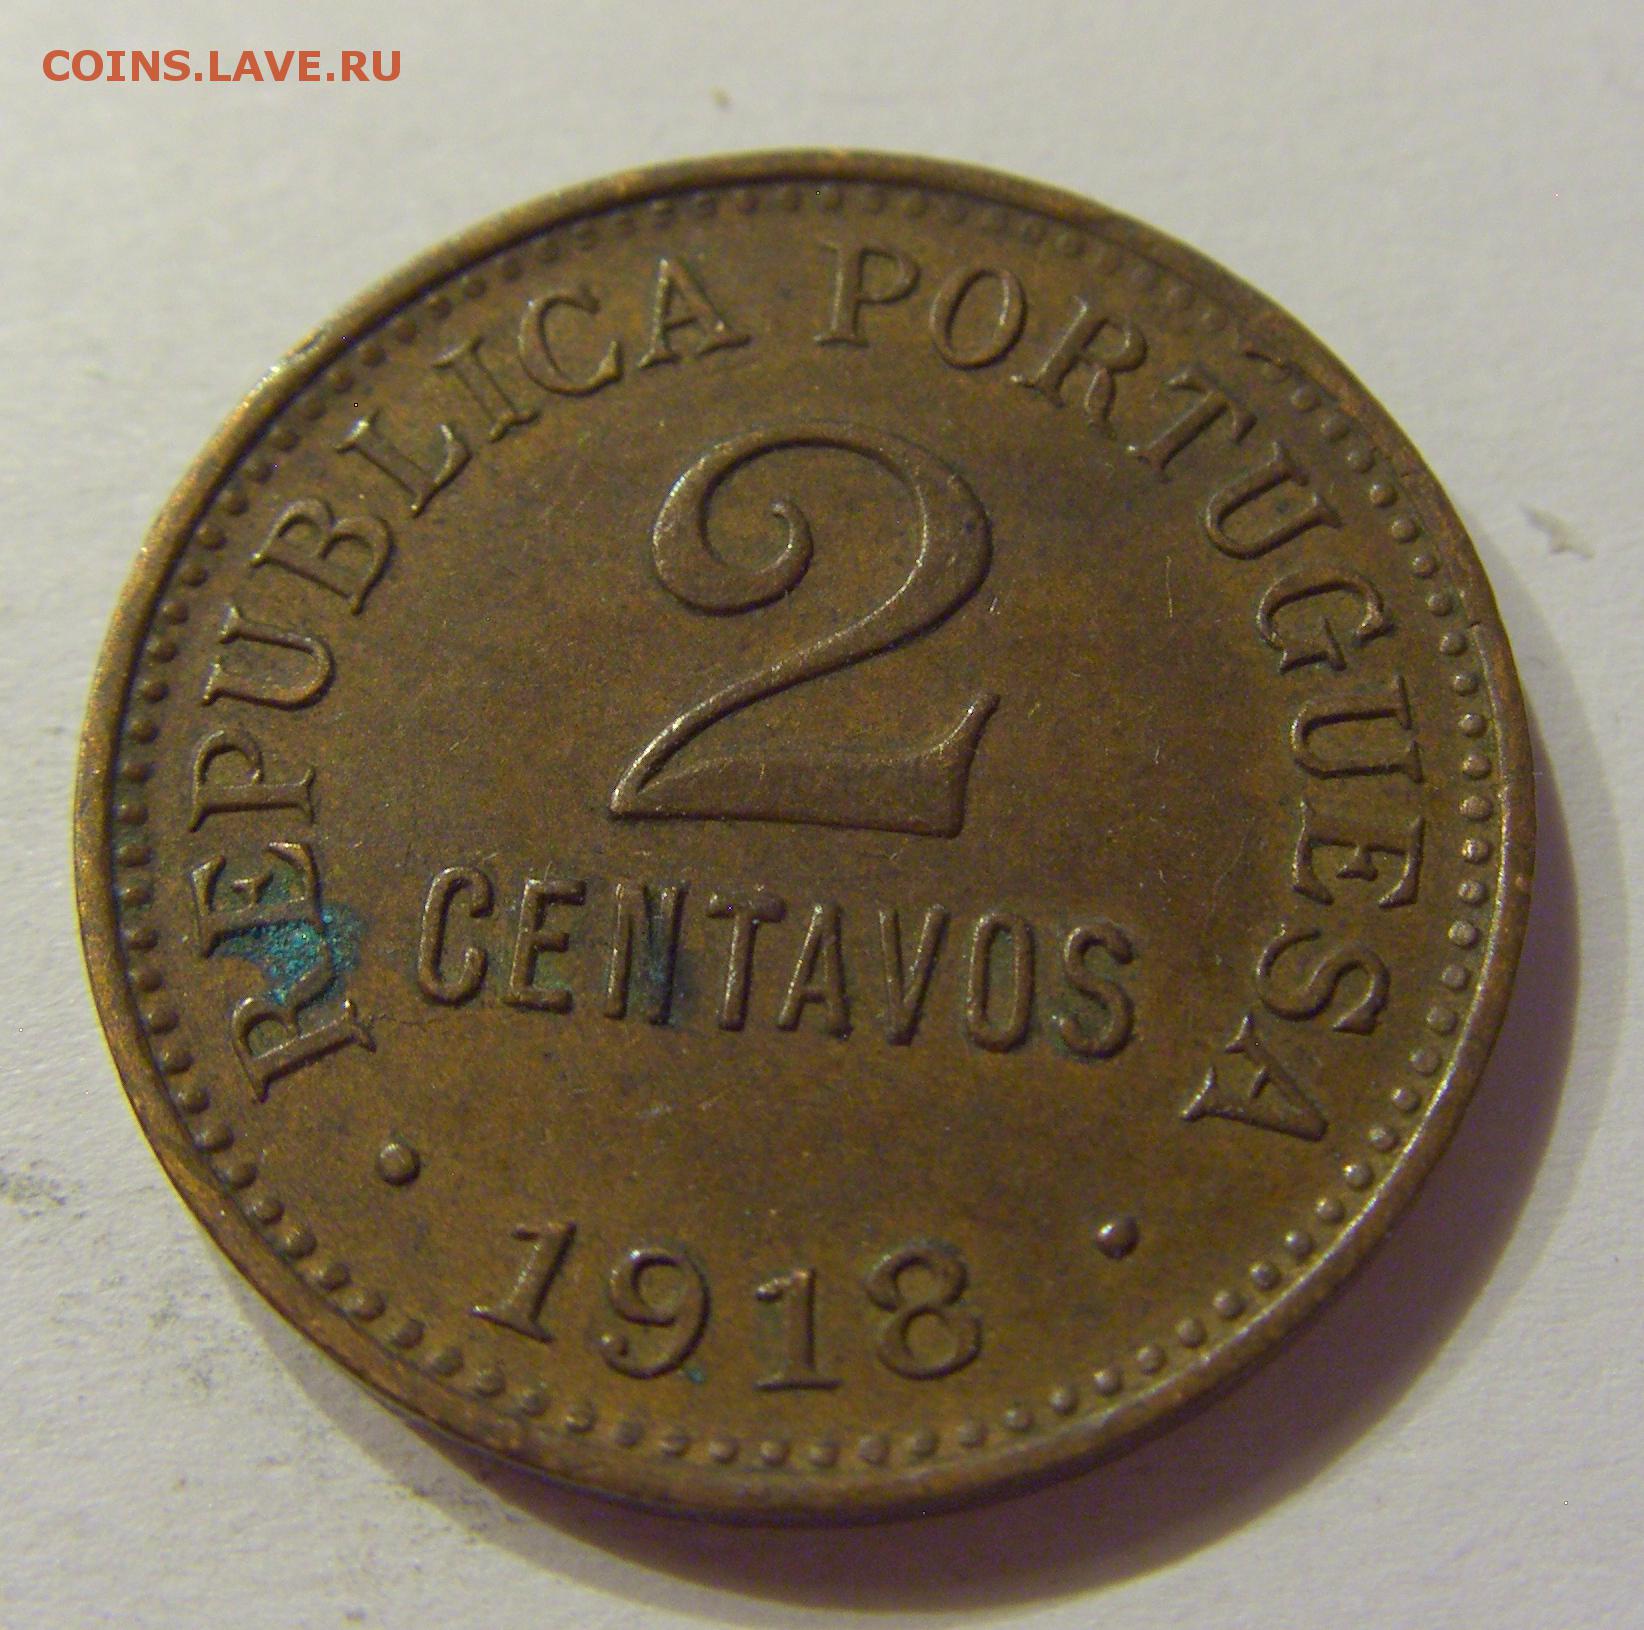 COINS.LAVE.RU
REPUBLICA PORTUGUESA
2
CENTAVOS
• 1918 •